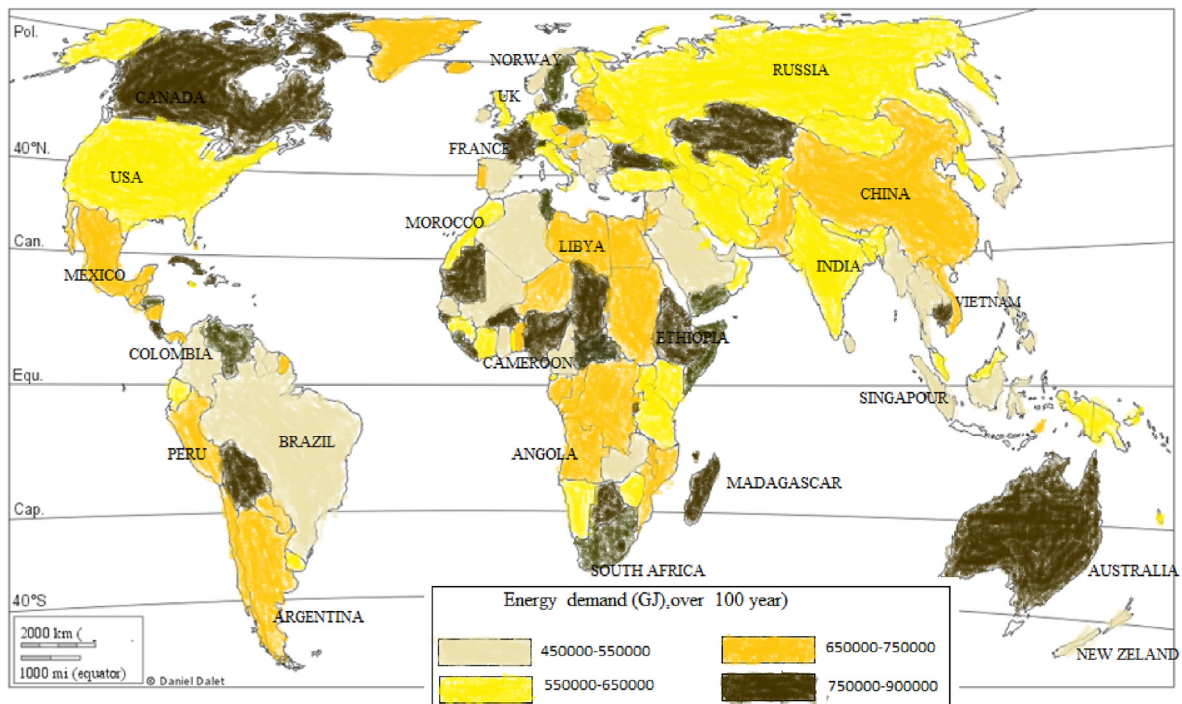 Pol.
NORWAY
RUSSIA
CANADA
UK
40°N.
FRANCE
USA
CHINA
MOROCCO
Can.
LIBYA
MEXICO
INDIA
VIETNAM
COLOMBIA
CAMEROON
ETHIOPIA
Equ.
SINGAPOUR
BRAZIL
PERU
ANGOLA
MADAGASCAR
Cap.
SOUTH AFRICA
AUSTRALIA
40°S
ARGENTINA
NEW ZELAND
Energy demand (GJ),over 100 year)
450000-550000
650000-750000
550000-650000
750000-900000
2000 km (
1000 mi (equator)
© Daniel Dalet